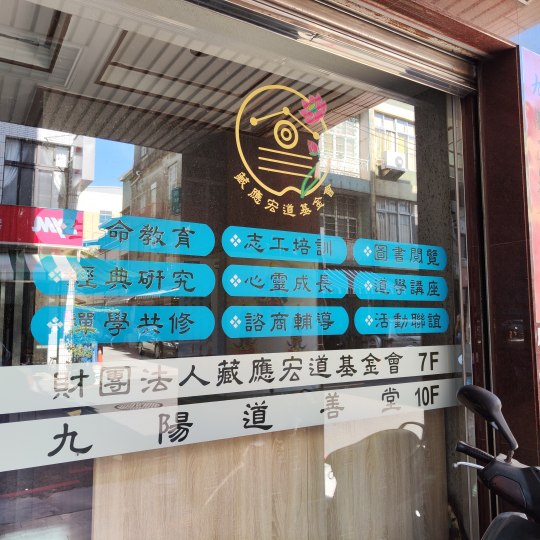 藏應宏道基金會
命教育 志工培訓 圖書閱覽
經典研究 心靈成長 道學講座
禪學共修 諮商輔導 活動聯誼
財團法人藏應宏道基金會 7F
九陽道善堂 10F